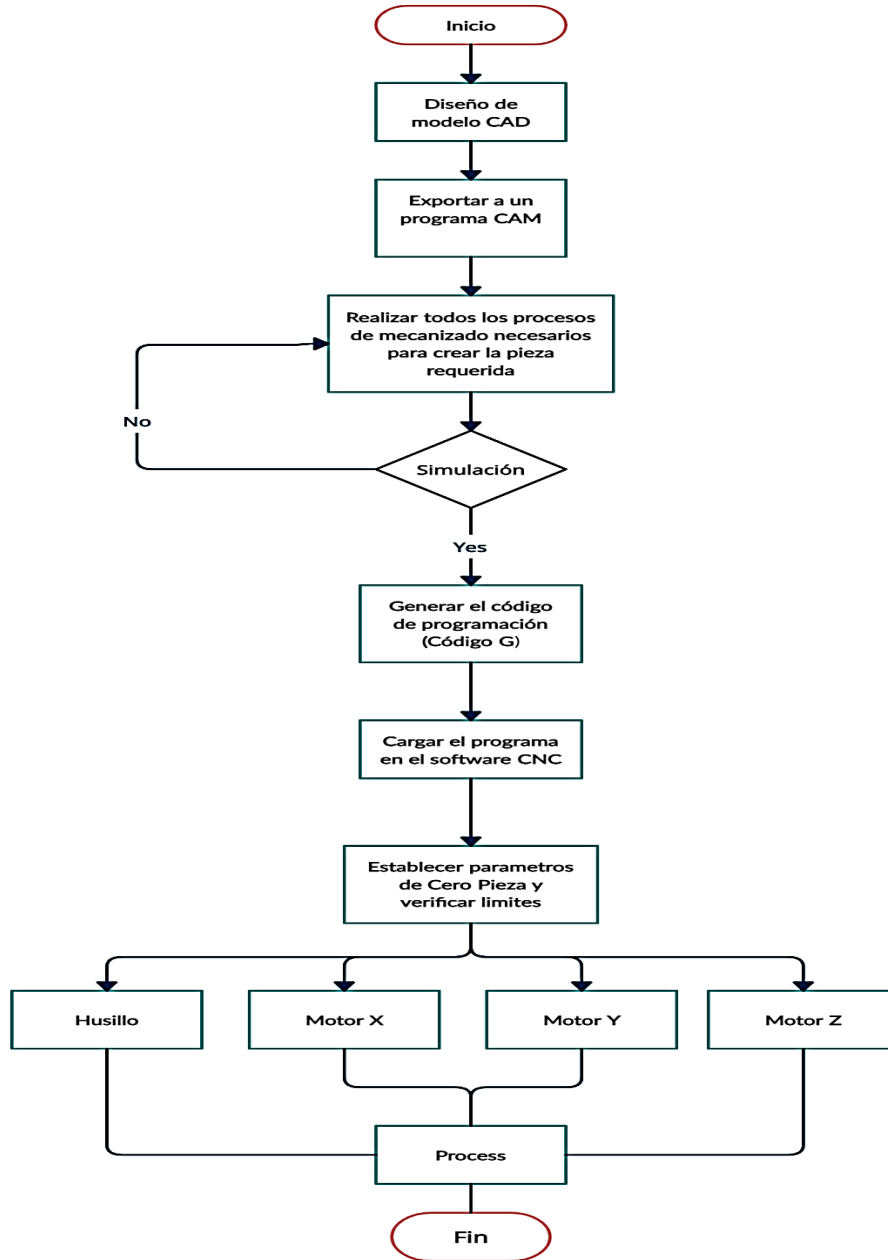 Inicio
Diseño de
modelo CAD
Exportar a un
programa CAM
Realizar todos los procesos
de mecanizado necesarios
para crear la pieza
requerida
No
Simulación
Yes
Generar el código
de programación
(Código G)
Cargar el programa
en el software CNC
Establecer parametros
de Cero Pieza y
verificar limites
Husillo
Motor X
Motor Y
Motor Z
Process
Fin